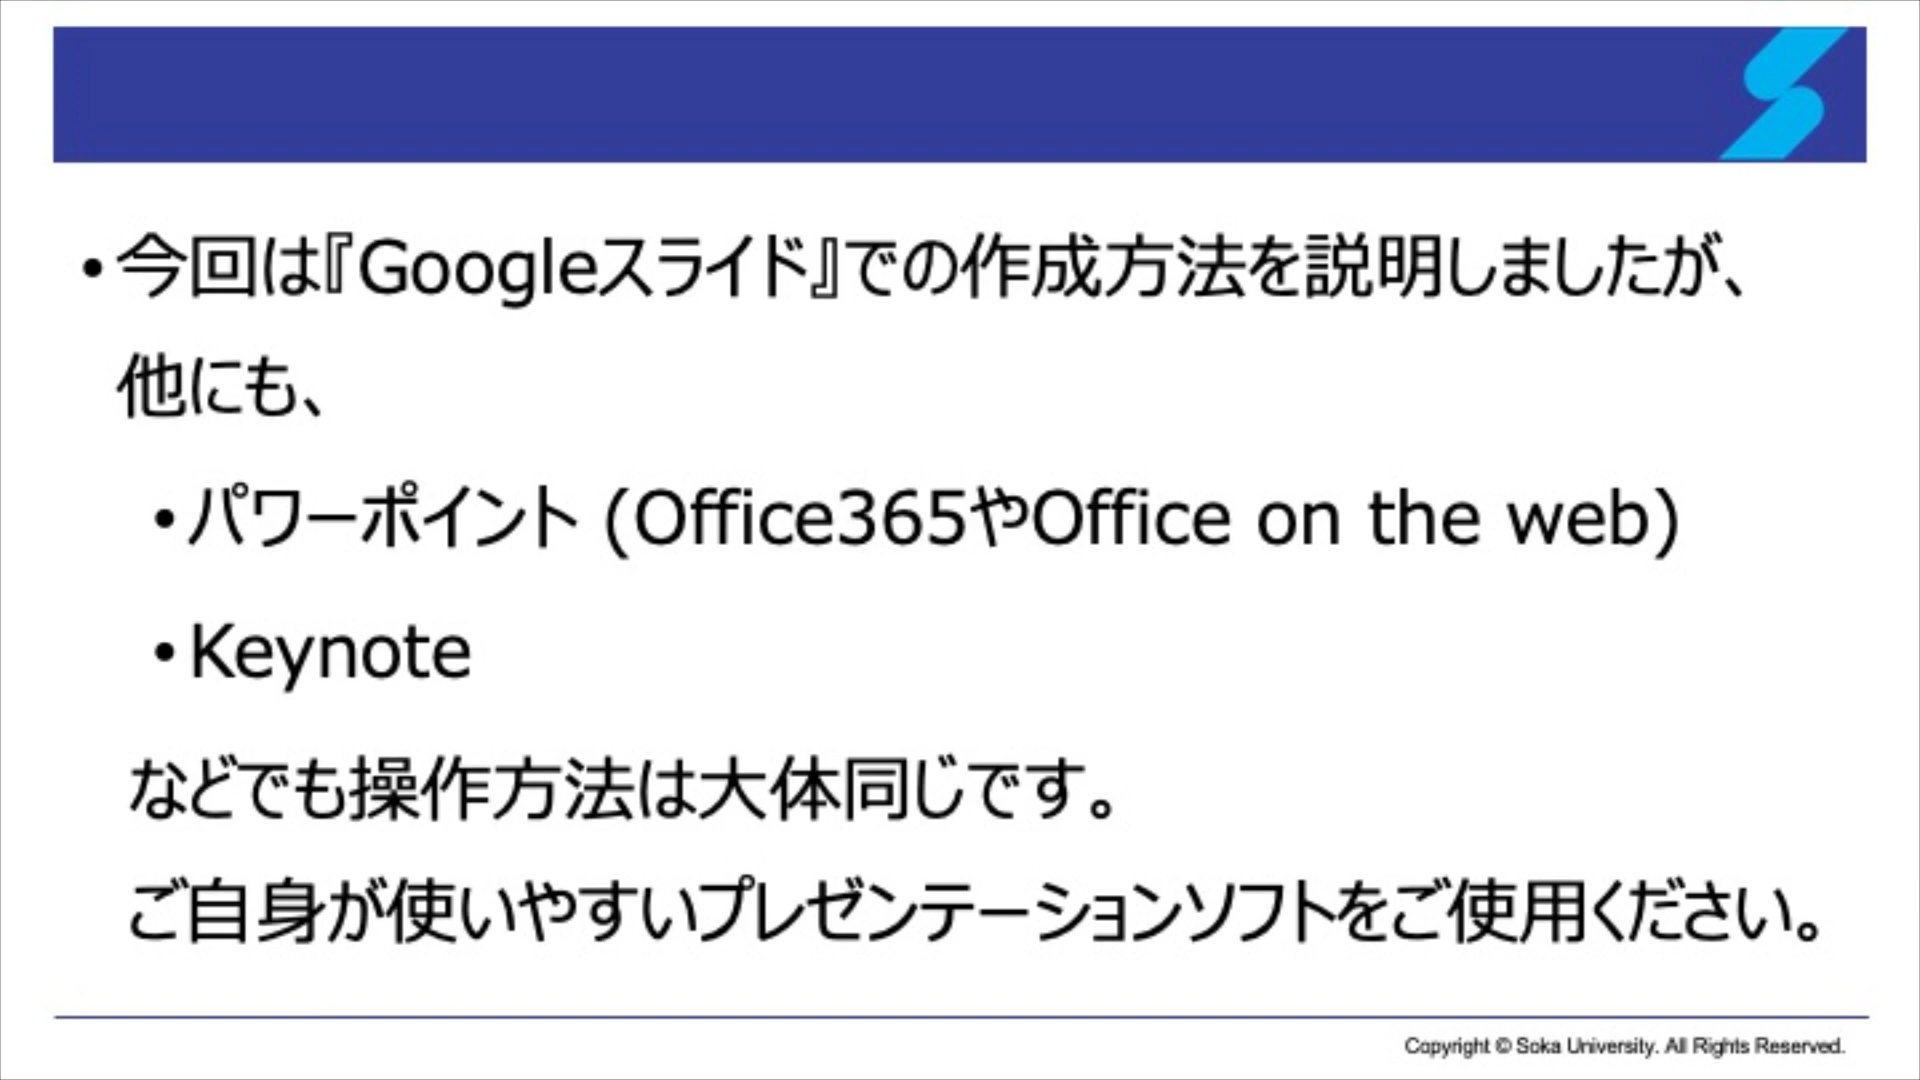 •今回は『Googleスライド』での作成方法を説明しましたが、
他にも、
•パワーポイント (Office365やOffice on the web)
•Keynote
などでも操作方法は大体同じです。
ご自身が使いやすいプレゼンテーションソフトをご使用ください。
Copyright © Soka University. All Rights Reserved.